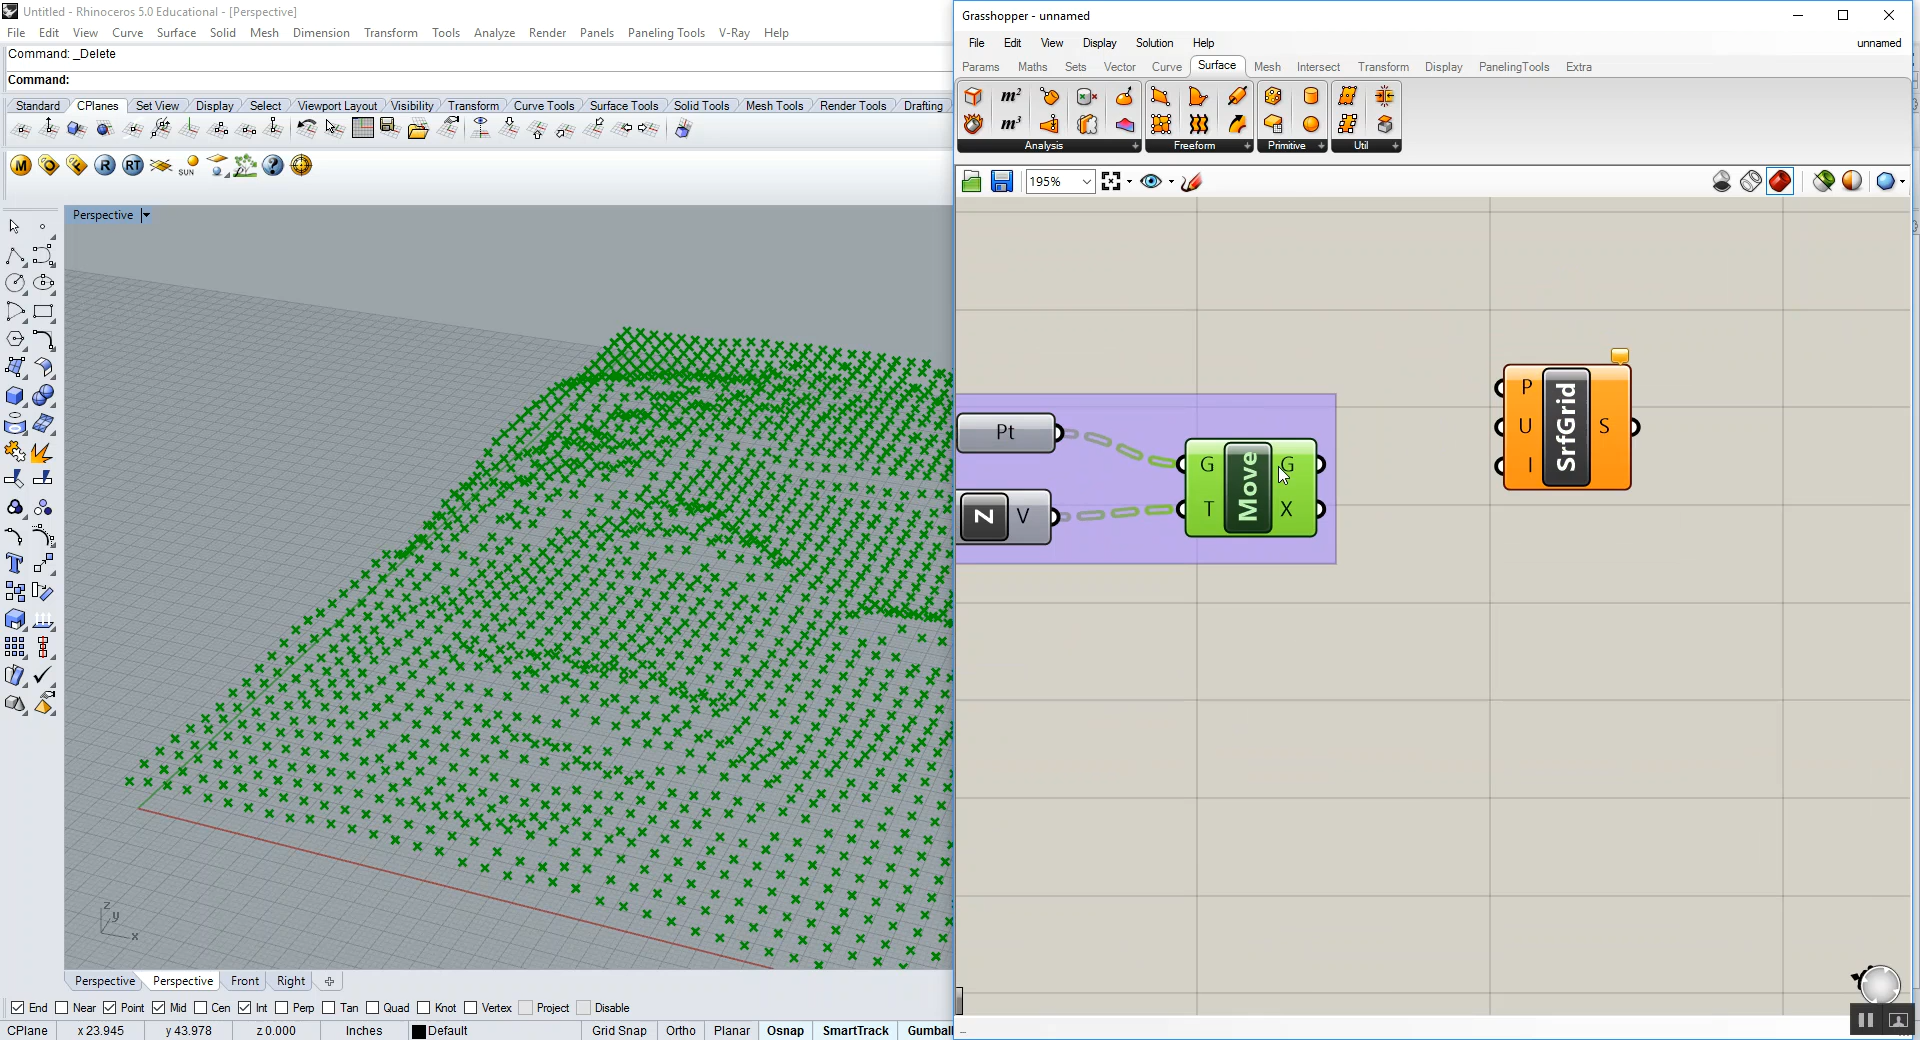 Untitled - Rhinoceros 5.0 Educational - [Perspective]
File Edit View Curve Surface Solid Mesh Dimension Transform Tools Analyze Render Panels Paneling Tools V-Ray Help
Command: _Delete
Command:
Standard CPlanes Set View Display Select Viewport Layout Visibility Transform Curve Tools Surface Tools Solid Tools Mesh Tools Render Tools Drafting
M O F R RT SUN ?
Perspective
z
y
x
Perspective Perspective Front Right
End Near Point Mid Cen Int Perp Tan Quad Knot Vertex Project Disable
CPlane x 23.945 y 43.978 z 0.000 Inches Default Grid Snap Ortho Planar Osnap SmartTrack Gumball
Grasshopper - unnamed
File Edit View Display Solution Help unnamed
Params Maths Sets Vector Curve Surface Mesh Intersect Transform Display PanelingTools Extra
m²
m³
Analysis Freeform Primitive Util
195%
Pt
Z V
G Move G
T X
P SrfGrid
U S
I